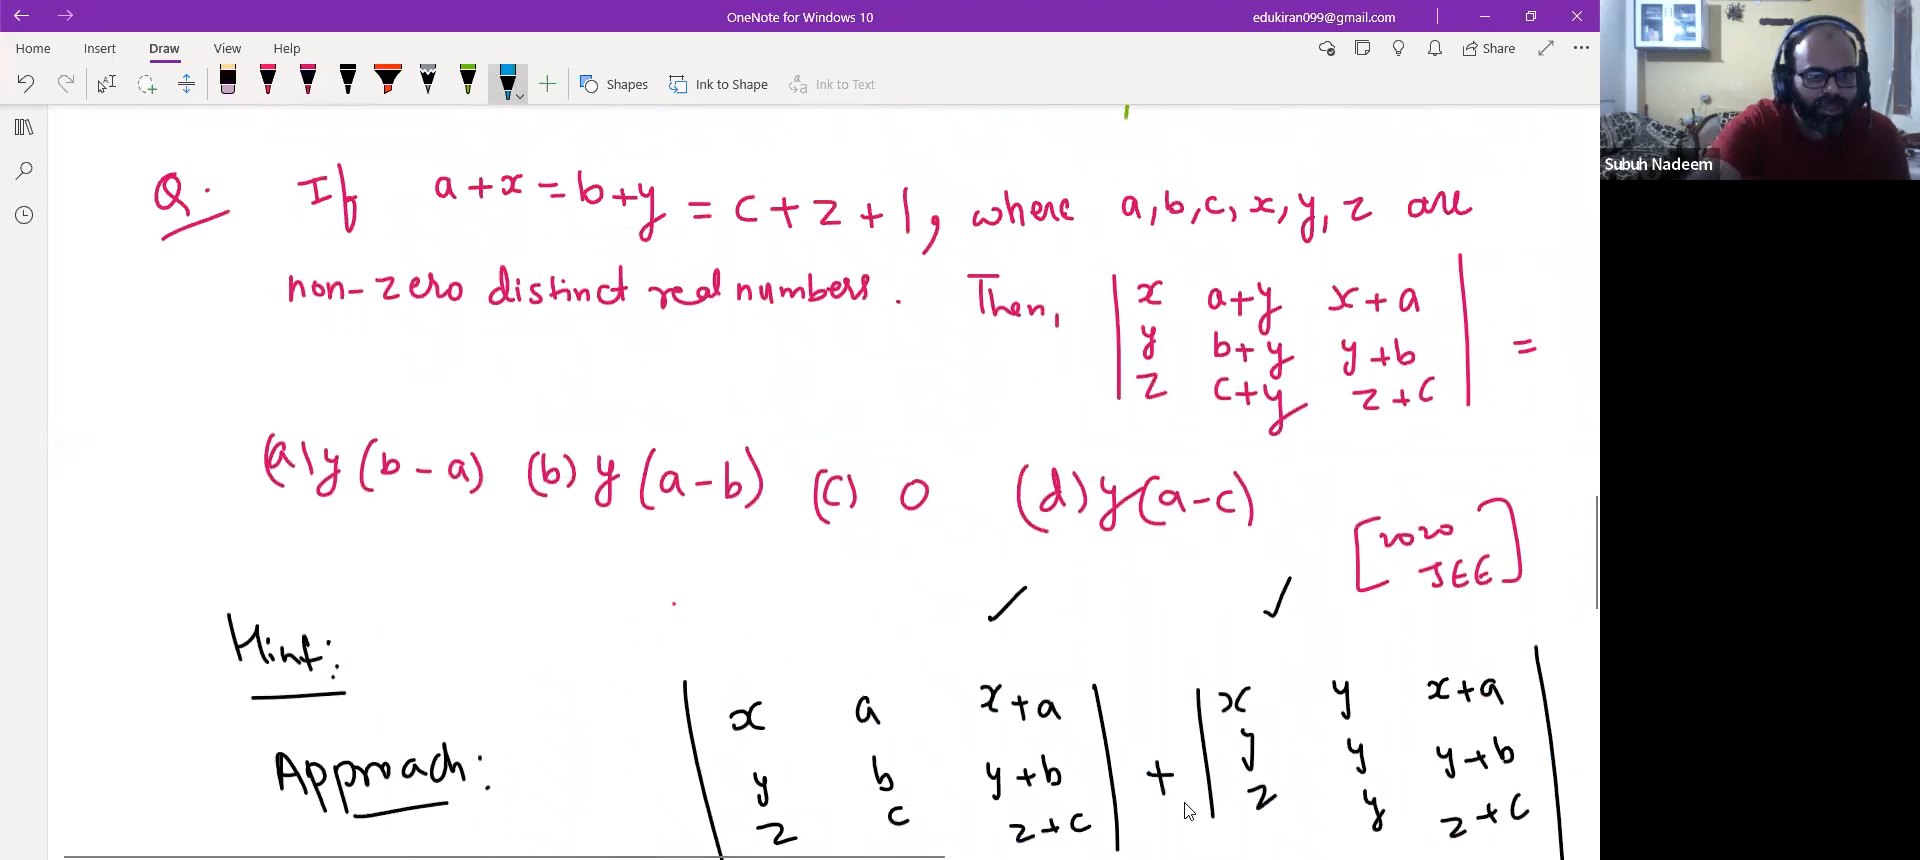 OneNote for Windows 10
edukiran099@gmail.com
Home Insert Draw View Help
Share
Shapes Ink to Shape Ink to Text
Subuh Nadeem
Q. If a+x=b+y = c+z+1, where a,b,c,x,y,z are
non-zero distinct real numbers. Then,
x a+y x+a
y b+y y+b =
z c+y z+c
(a) y(b-a) (b) y(a-b) (c) 0 (d) y(a-c)
[2020
JEE]
Hint:
Approach:
x a x+a
y b y+b
z c z+c
+
x y x+a
y y y+b
z y z+c